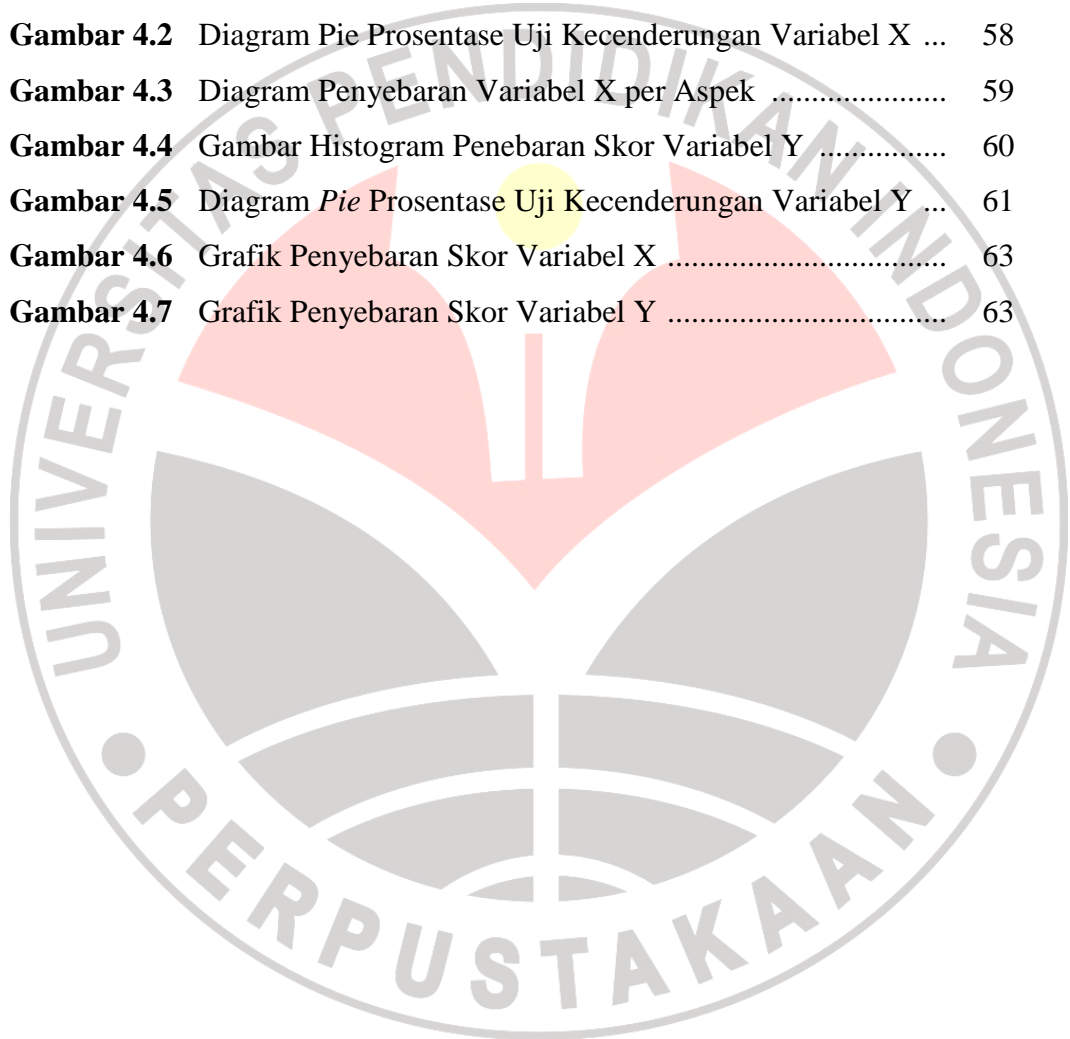 Gambar 4.2 Diagram Pie Prosentase Uji Kecenderungan Variabel X ... 58
Gambar 4.3 Diagram Penyebaran Variabel X per Aspek ..................... 59
Gambar 4.4 Gambar Histogram Penebaran Skor Variabel Y ............... 60
Gambar 4.5 Diagram Pie Prosentase Uji Kecenderungan Variabel Y ... 61
Gambar 4.6 Grafik Penyebaran Skor Variabel X ................................. 63
Gambar 4.7 Grafik Penyebaran Skor Variabel Y ................................. 63
UNIVERSITAS PENDIDIKAN INDONESIA
PERPUSTAKAAN